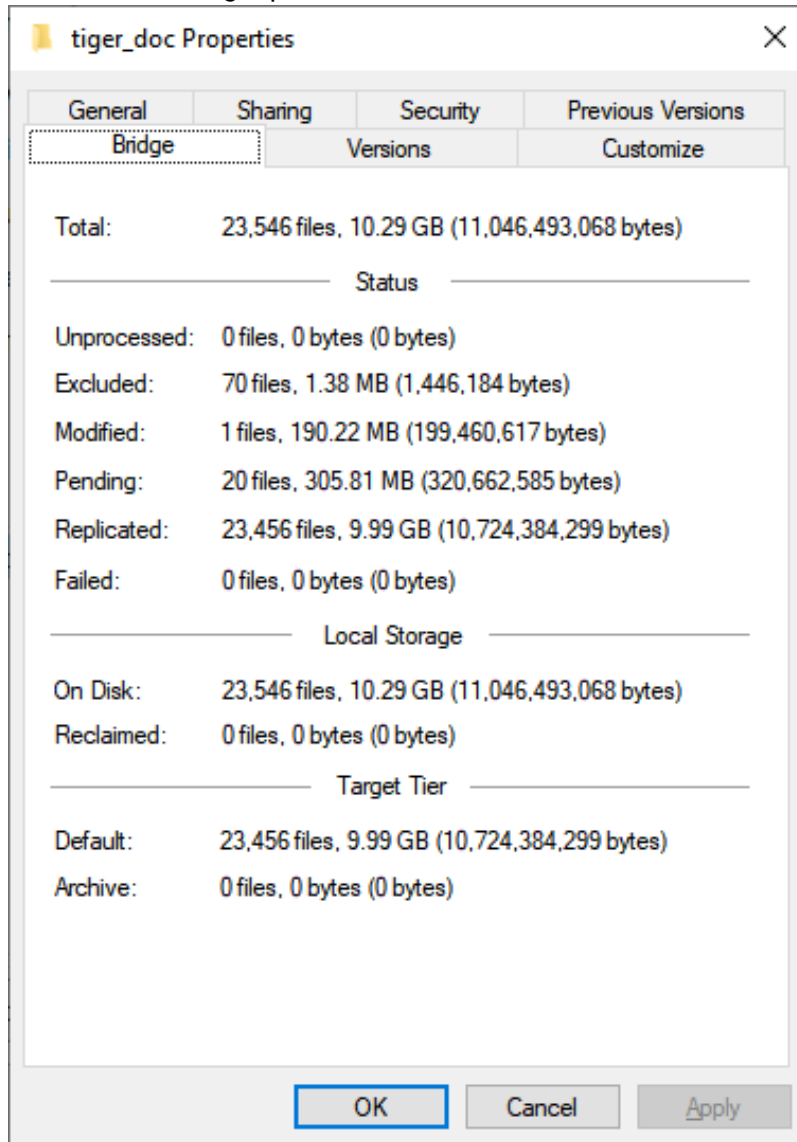 tiger_doc Properties
General Sharing Security Previous Versions
Bridge Versions Customize
Total: 23,546 files, 10.29 GB (11,046,493,068 bytes)
Status
Unprocessed: 0 files, 0 bytes (0 bytes)
Excluded: 70 files, 1.38 MB (1,446,184 bytes)
Modified: 1 files, 190.22 MB (199,460,617 bytes)
Pending: 20 files, 305.81 MB (320,662,585 bytes)
Replicated: 23,456 files, 9.99 GB (10,724,384,299 bytes)
Failed: 0 files, 0 bytes (0 bytes)
Local Storage
On Disk: 23,546 files, 10.29 GB (11,046,493,068 bytes)
Reclaimed: 0 files, 0 bytes (0 bytes)
Target Tier
Default: 23,456 files, 9.99 GB (10,724,384,299 bytes)
Archive: 0 files, 0 bytes (0 bytes)
OK Cancel Apply